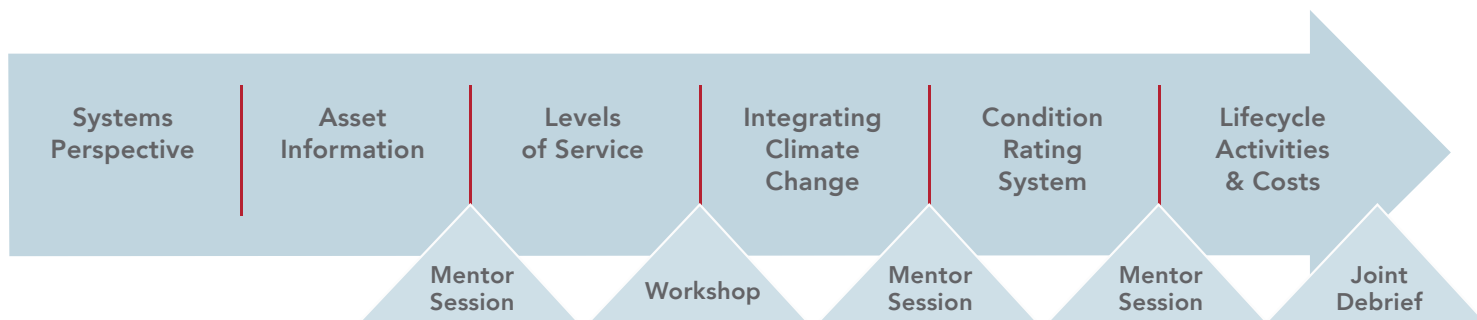 Systems
Perspective
Asset
Information
Levels
of Service
Integrating
Climate
Change
Condition
Rating
System
Lifecycle
Activities
& Costs
Mentor
Session
Workshop
Mentor
Session
Mentor
Session
Joint
Debrief